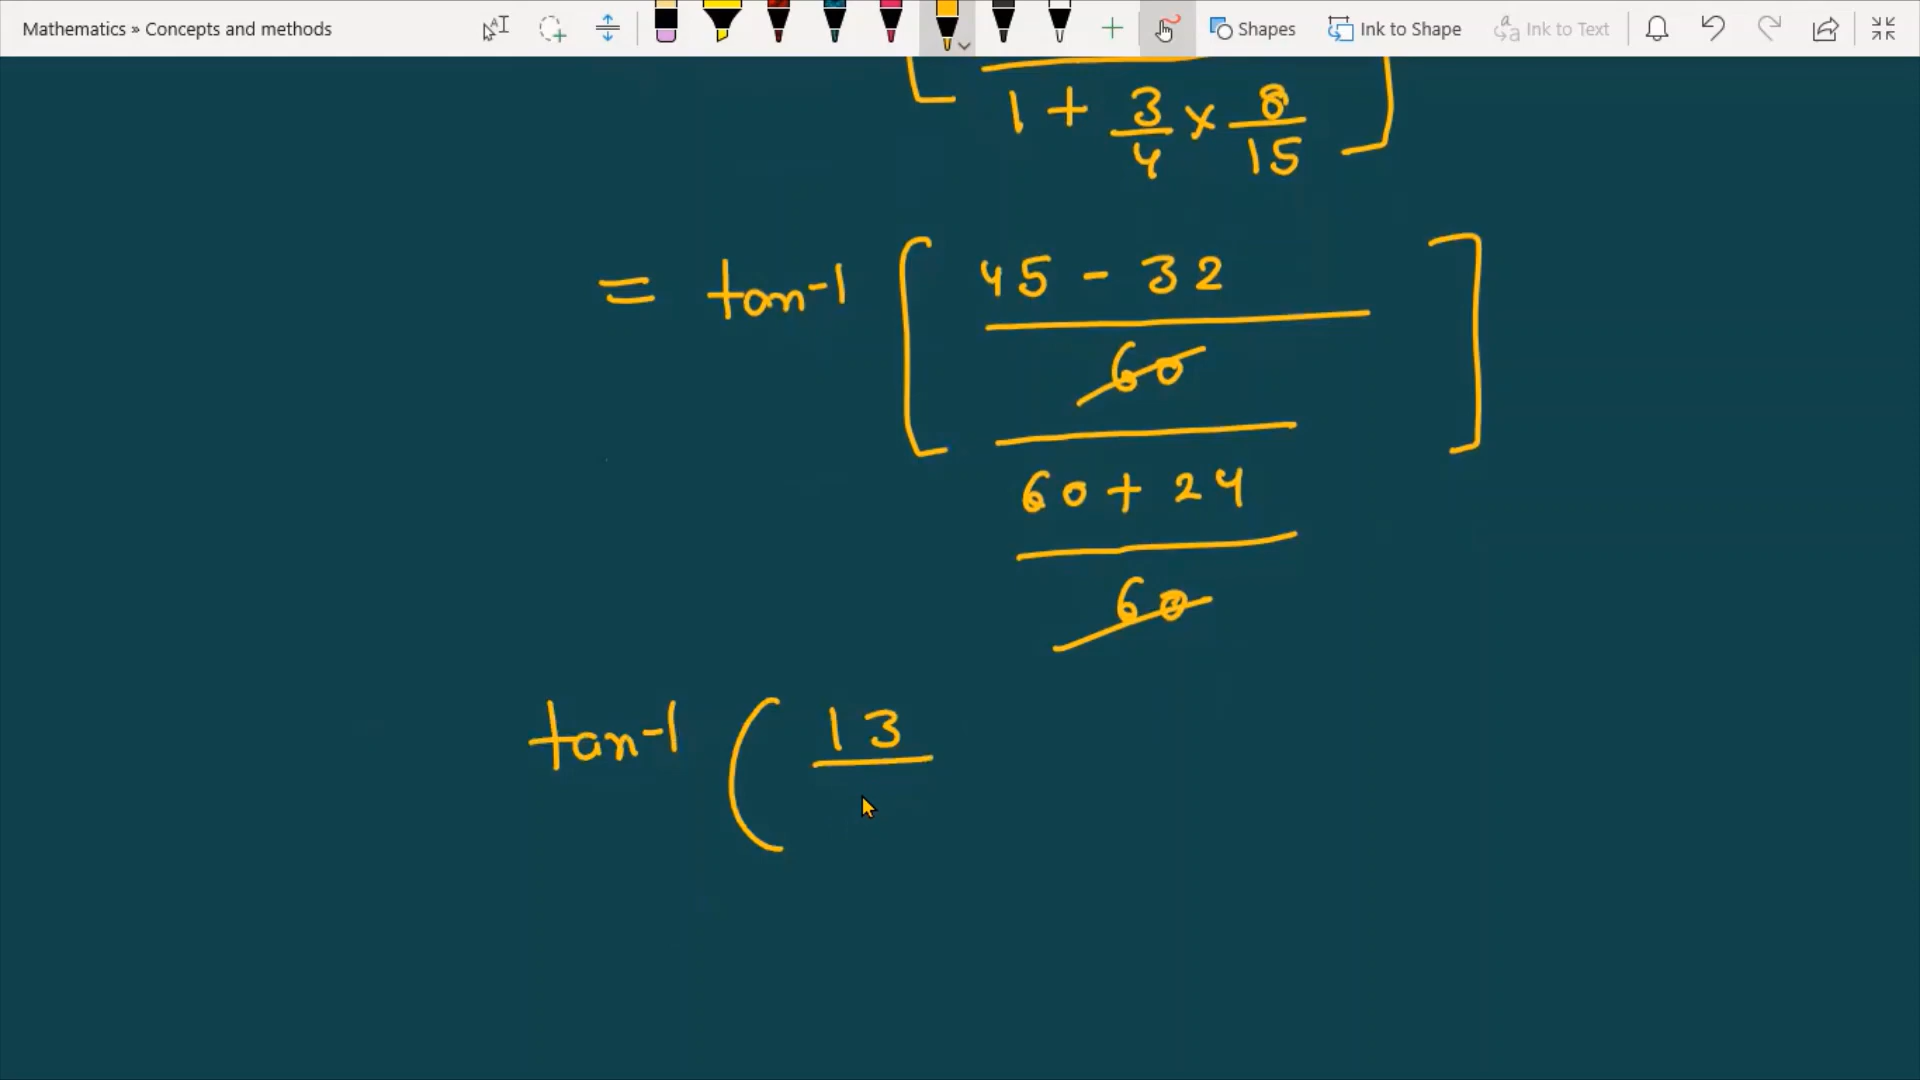 Mathematics » Concepts and methods
Shapes
Ink to Shape
Ink to Text
1 + 3/4 x 8/15
= tan-1 [ 45 - 32
60
60 + 24
60 ]
tan-1 ( 13